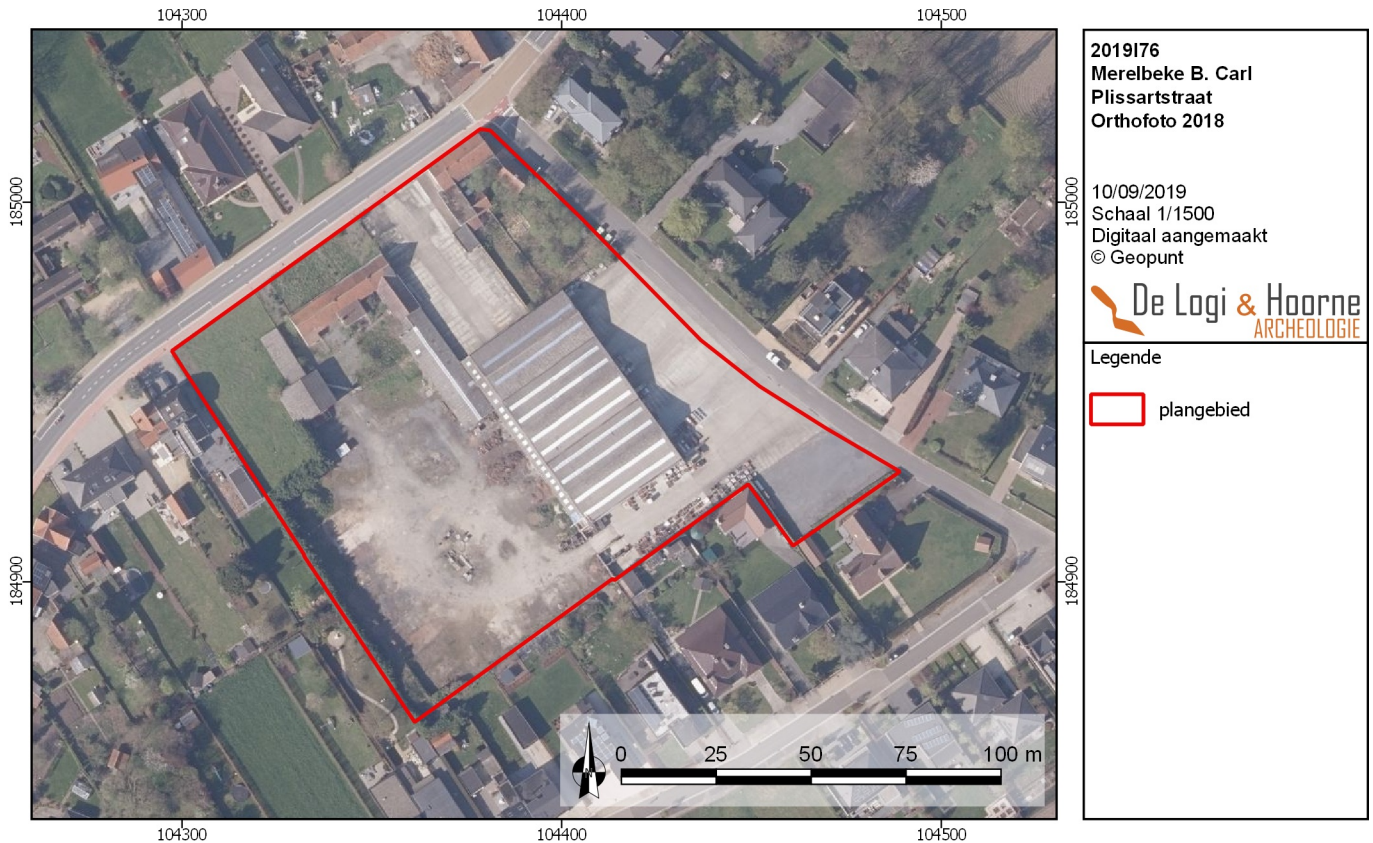 104300 104400 104500
185000
184900
185000
184900
0 25 50 75 100 m
N
104300 104400 104500
2019I76
Merelbeke B. Carl
Plissartstraat
Orthofoto 2018
10/09/2019
Schaal 1/1500
Digitaal aangemaakt
© Geopunt
De Logi & Hoorne
ARCHEOLOGIE
Legende
plangebied